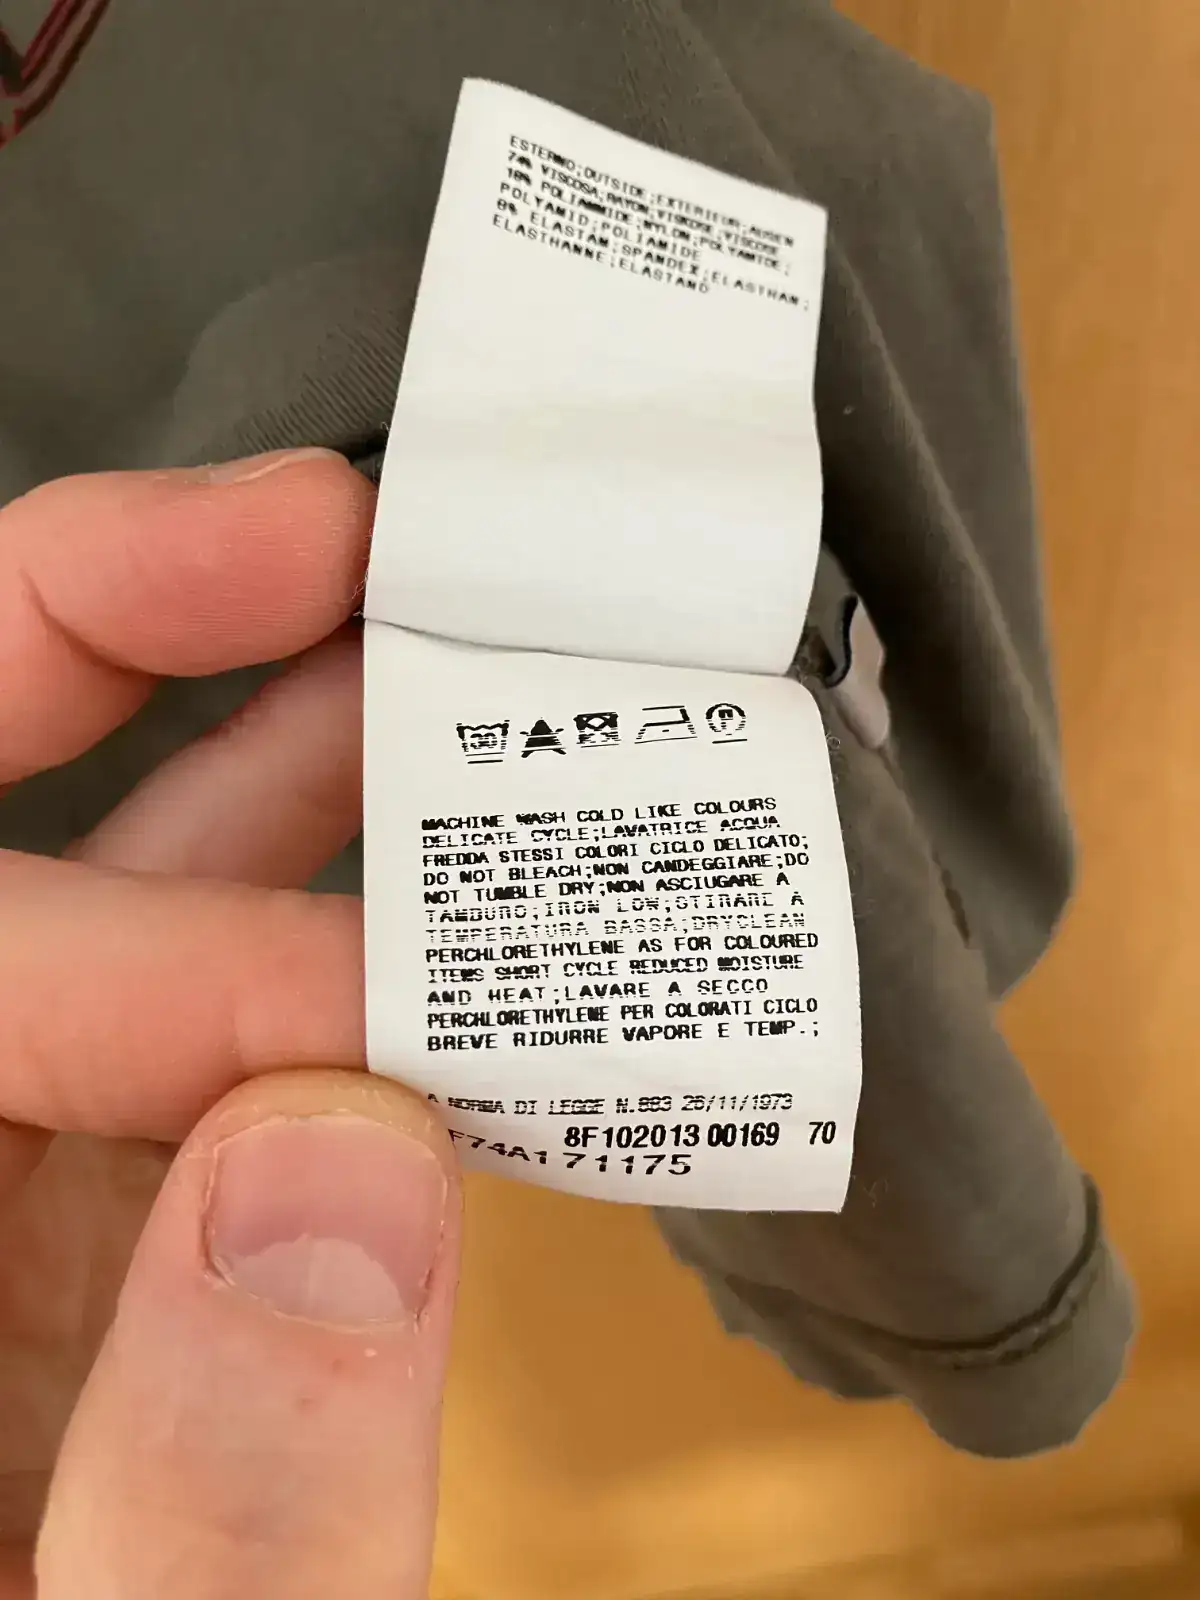 ESTERNO;OUTSIDE;EXTERIEUR;AUSEN
74% VISCOSA;RAYON;VISKOSE;VISCOSE
18% POLIAMMIDE;NYLON;POLYAMIDE;
POLYAMID;POLIAMIDE
8% ELASTAM;SPANDEX;ELASTHAN;
ELASTHANNE;ELASTANO
30
P
MACHINE WASH COLD LIKE COLOURS
DELICATE CYCLE;LAVATRICE ACQUA
FREDDA STESSI COLORI CICLO DELICATO;
DO NOT BLEACH;NON CANDEGGIARE;DO
NOT TUMBLE DRY;NON ASCIUGARE A
TAMBURO;IRON LOW;STIRARE A
TEMPERATURA BASSA;DRYCLEAN
PERCHLORETHYLENE AS FOR COLOURED
ITEMS SHORT CYCLE REDUCED MOISTURE
AND HEAT;LAVARE A SECCO
PERCHLORETHYLENE PER COLORATI CICLO
BREVE RIDURRE VAPORE E TEMP.;
A NORMA DI LEGGE N.883 26/11/1973
8F102013 00169 70
F74A1 71175